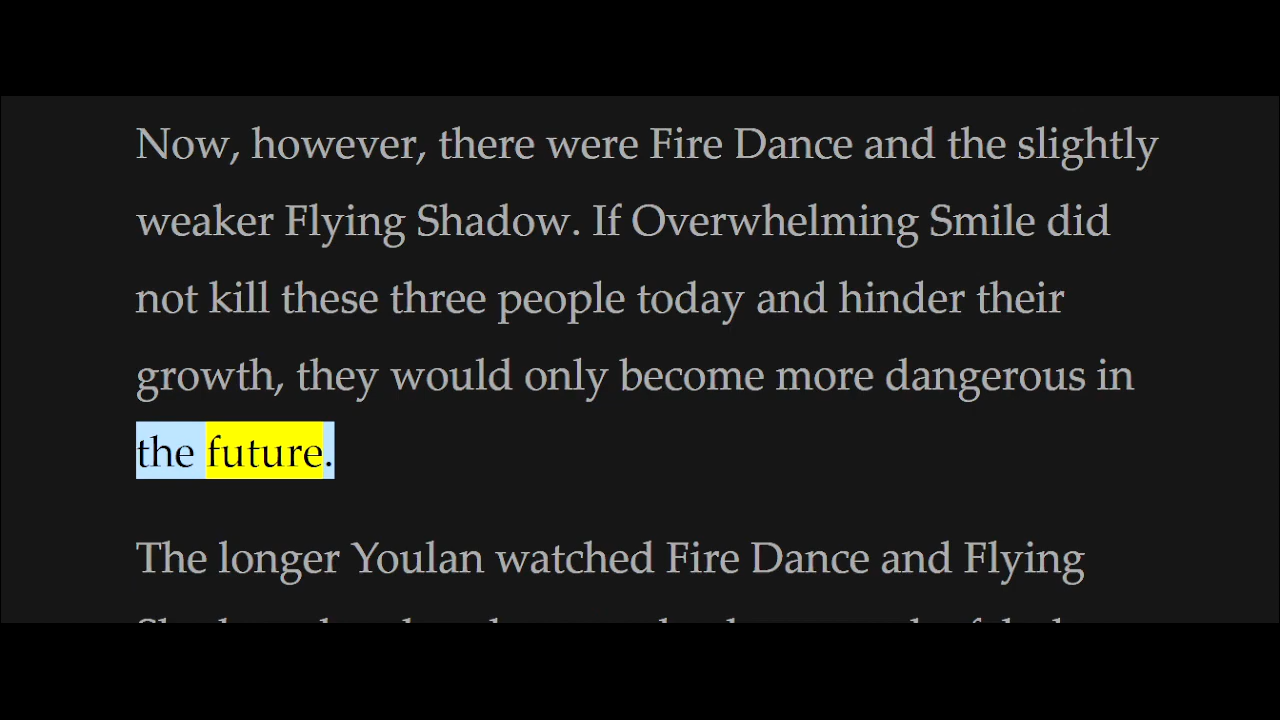 Now, however, there were Fire Dance and the slightly
weaker Flying Shadow. If Overwhelming Smile did
not kill these three people today and hinder their
growth, they would only become more dangerous in
the future.
The longer Youlan watched Fire Dance and Flying